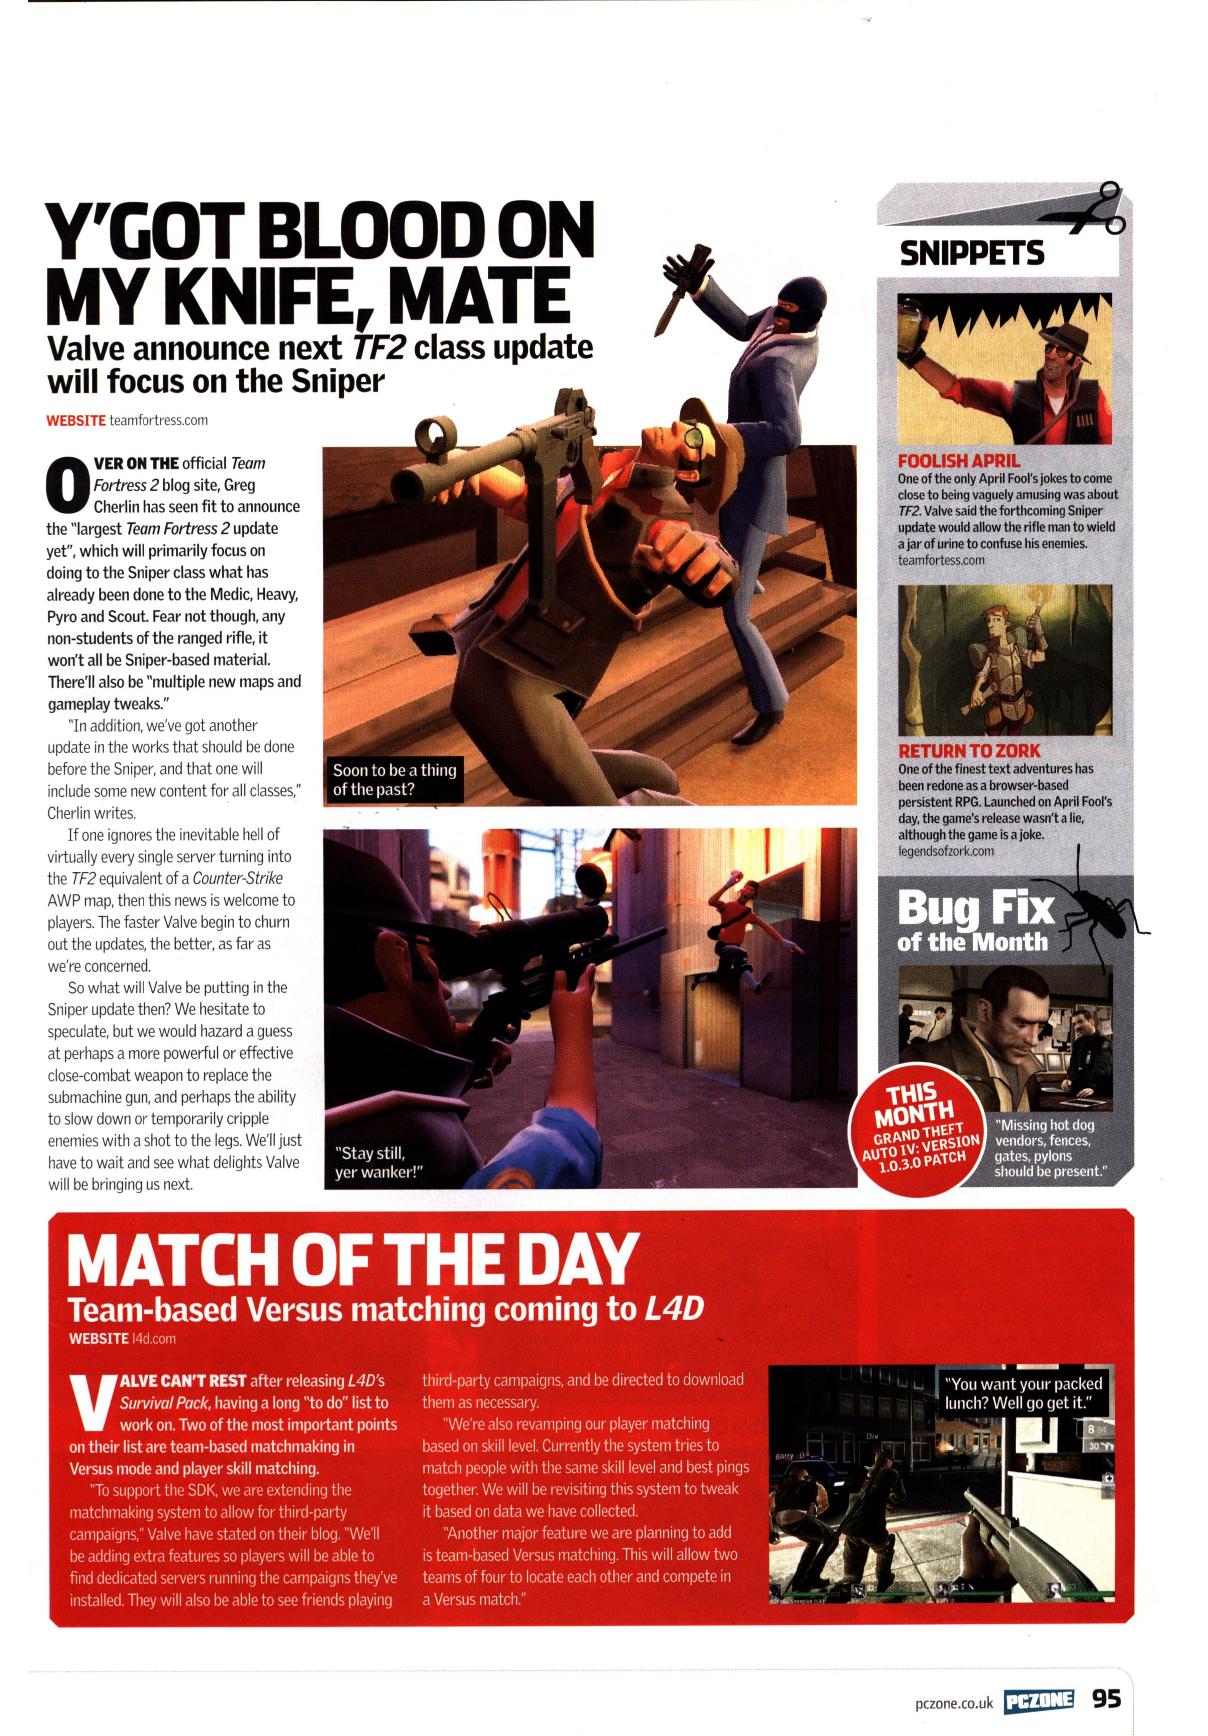 Y'GOT BLOOD ON
MY KNIFE, MATE
Valve announce next TF2 class update
will focus on the Sniper
WEBSITE teamfortress.com
OVER ON THE official Team
Fortress 2 blog site, Greg
Cherlin has seen fit to announce
the "largest Team Fortress 2 update
yet", which will primarily focus on
doing to the Sniper class what has
already been done to the Medic, Heavy,
Pyro and Scout. Fear not though, any
non-students of the ranged rifle, it
won't all be Sniper-based material.
There'll also be "multiple new maps and
gameplay tweaks."
"In addition, we've got another
update in the works that should be done
before the Sniper, and that one will
include some new content for all classes,"
Cherlin writes.
If one ignores the inevitable hell of
virtually every single server turning into
the TF2 equivalent of a Counter-Strike
AWP map, then this news is welcome to
players. The faster Valve begin to churn
out the updates, the better, as far as
we're concerned.
So what will Valve be putting in the
Sniper update then? We hesitate to
speculate, but we would hazard a guess
at perhaps a more powerful or effective
close-combat weapon to replace the
submachine gun, and perhaps the ability
to slow down or temporarily cripple
enemies with a shot to the legs. We'll just
have to wait and see what delights Valve
will be bringing us next.
Soon to be a thing
of the past?
"Stay still,
yer wanker!"
SNIPPETS
FOOLISH APRIL
One of the only April Fool's jokes to come
close to being vaguely amusing was about
TF2. Valve said the forthcoming Sniper
update would allow the rifle man to wield
a jar of urine to confuse his enemies.
teamfortess.com
RETURN TO ZORK
One of the finest text adventures has
been redone as a browser-based
persistent RPG. Launched on April Fool's
day, the game's release wasn't a lie,
although the game is a joke.
legendsofzork.com
Bug Fix
of the Month
THIS
MONTH
GRAND THEFT
AUTO IV: VERSION
1.0.3.0 PATCH
"Missing hot dog
vendors, fences,
gates, pylons
should be present."
MATCH OF THE DAY
Team-based Versus matching coming to L4D
WEBSITE l4d.com
VALVE CAN'T REST after releasing L4D's
Survival Pack, having a long "to do" list to
work on. Two of the most important points
on their list are team-based matchmaking in
Versus mode and player skill matching.
"To support the SDK, we are extending the
matchmaking system to allow for third-party
campaigns," Valve have stated on their blog. "We'll
be adding extra features so players will be able to
find dedicated servers running the campaigns they've
installed. They will also be able to see friends playing
third-party campaigns, and be directed to download
them as necessary.
"We're also revamping our player matching
based on skill level. Currently the system tries to
match people with the same skill level and best pings
together. We will be revisiting this system to tweak
it based on data we have collected.
"Another major feature we are planning to add
is team-based Versus matching. This will allow two
teams of four to locate each other and compete in
a Versus match."
"You want your packed
lunch? Well go get it."
Div
pczone.co.uk PCZONE 95